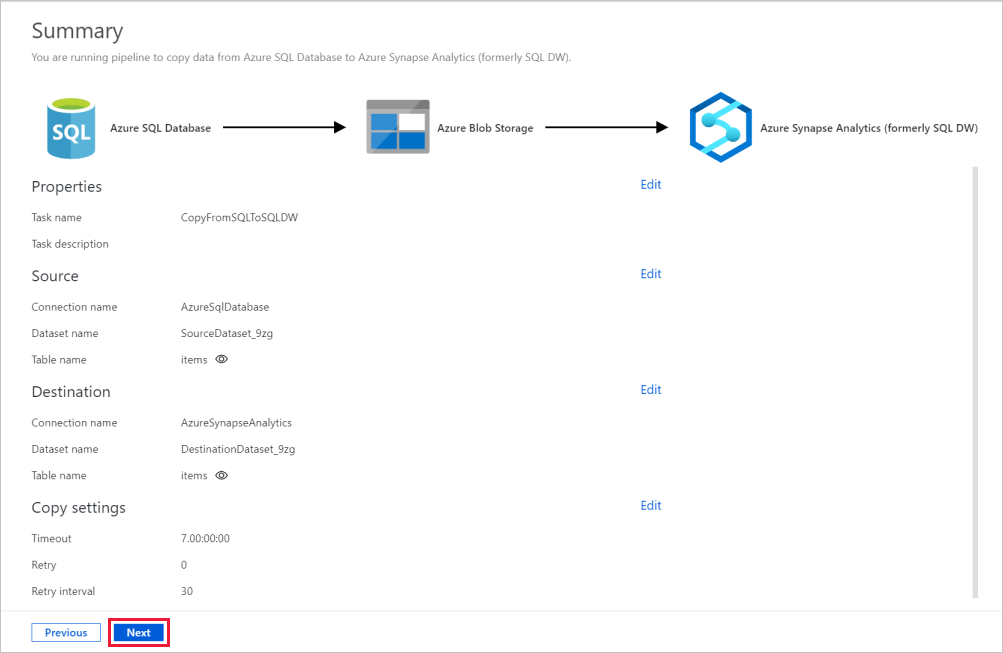 Summary
You are running pipeline to copy data from Azure SQL Database to Azure Synapse Analytics (formerly SQL DW).
SQL Azure SQL Database Azure Blob Storage Azure Synapse Analytics (formerly SQL DW)
Properties Edit
Task name CopyFromSQLToSQLDW
Task description
Source Edit
Connection name AzureSqlDatabase
Dataset name SourceDataset_9zg
Table name items
Destination Edit
Connection name AzureSynapseAnalytics
Dataset name DestinationDataset_9zg
Table name items
Copy settings Edit
Timeout 7.00:00:00
Retry 0
Retry interval 30
Previous Next